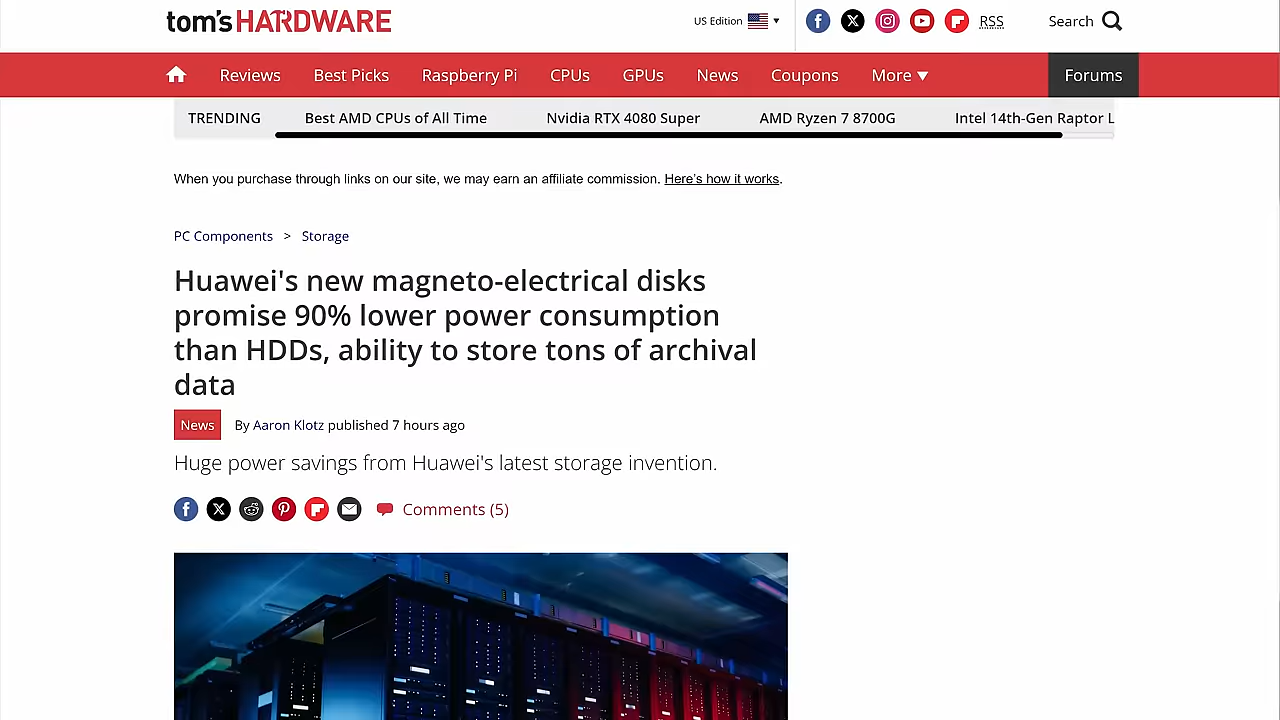 tom's HARDWARE
US Edition
RSS
Search
Reviews
Best Picks
Raspberry Pi
CPUs
GPUs
News
Coupons
More ▼
Forums
TRENDING
Best AMD CPUs of All Time
Nvidia RTX 4080 Super
AMD Ryzen 7 8700G
Intel 14th-Gen Raptor L
When you purchase through links on our site, we may earn an affiliate commission. Here's how it works.
PC Components > Storage
Huawei's new magneto-electrical disks
promise 90% lower power consumption
than HDDs, ability to store tons of archival
data
News
By Aaron Klotz published 7 hours ago
Huge power savings from Huawei's latest storage invention.
Comments (5)